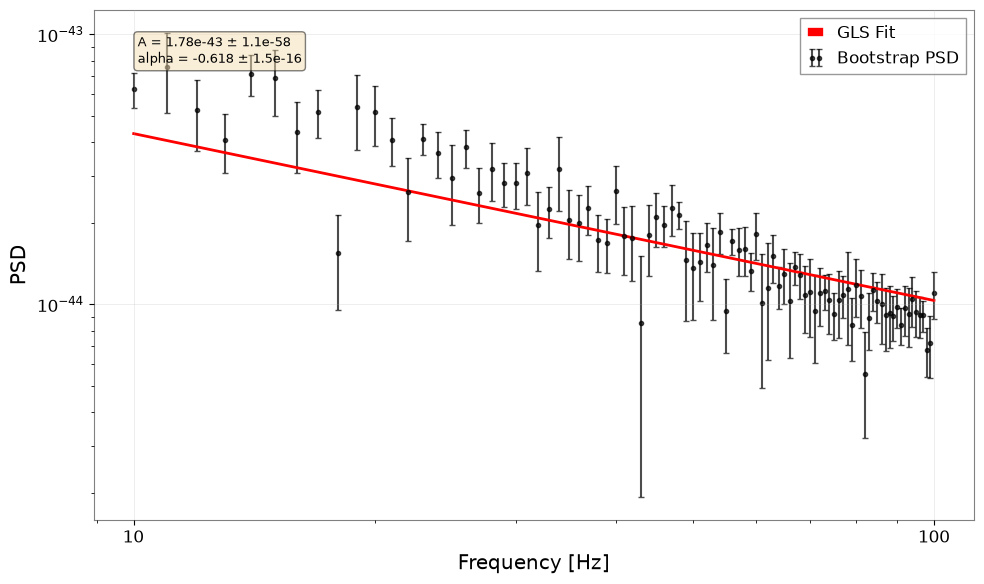 A = 1.78e-43 ± 1.1e-58
alpha = -0.618 ± 1.5e-16
GLS Fit
Bootstrap PSD
10⁻⁴³
10⁻⁴⁴
PSD
10
100
Frequency [Hz]